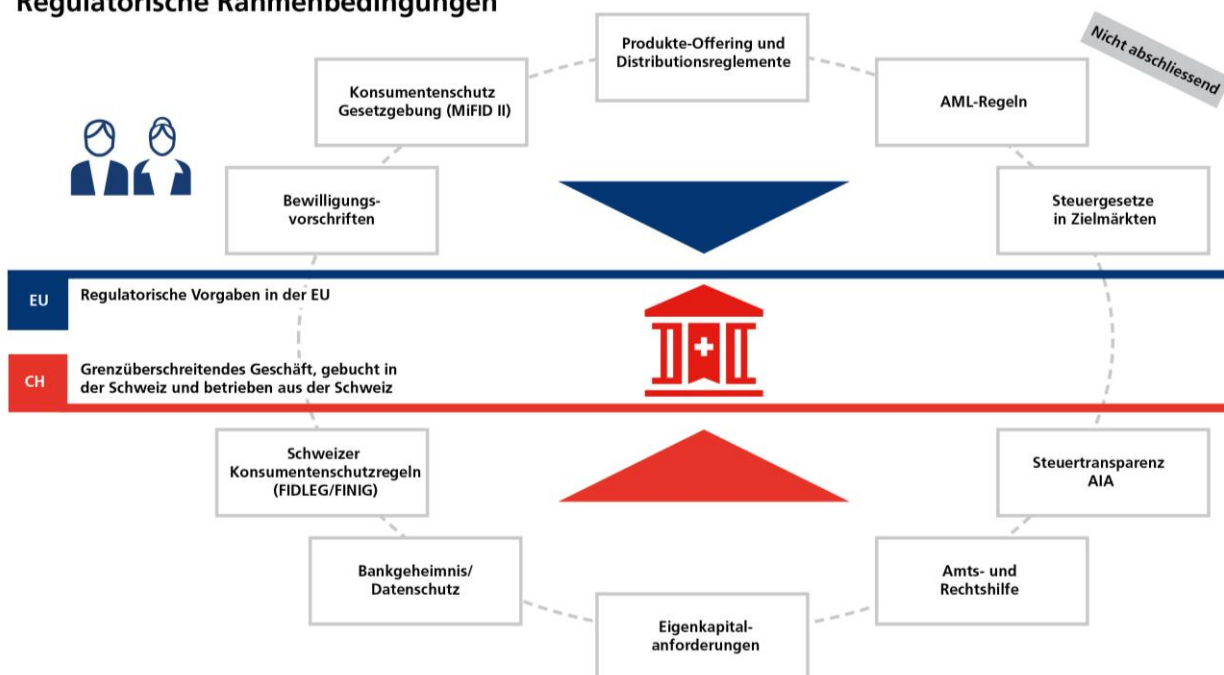 Regulatorische Rahmenbedingungen
Nicht abschliessend
Produkte-Offering und
Distributionsreglemente
Konsumentenschutz
Gesetzgebung (MiFID II)
AML-Regeln
Bewilligungs-
vorschriften
Steuergesetze
in Zielmärkten
EU
Regulatorische Vorgaben in der EU
CH
Grenzüberschreitendes Geschäft, gebucht in
der Schweiz und betrieben aus der Schweiz
Schweizer
Konsumentenschutzregeln
(FIDLEG/FINIG)
Steuertransparenz
AIA
Bankgeheimnis/
Datenschutz
Amts- und
Rechtshilfe
Eigenkapital-
anforderungen